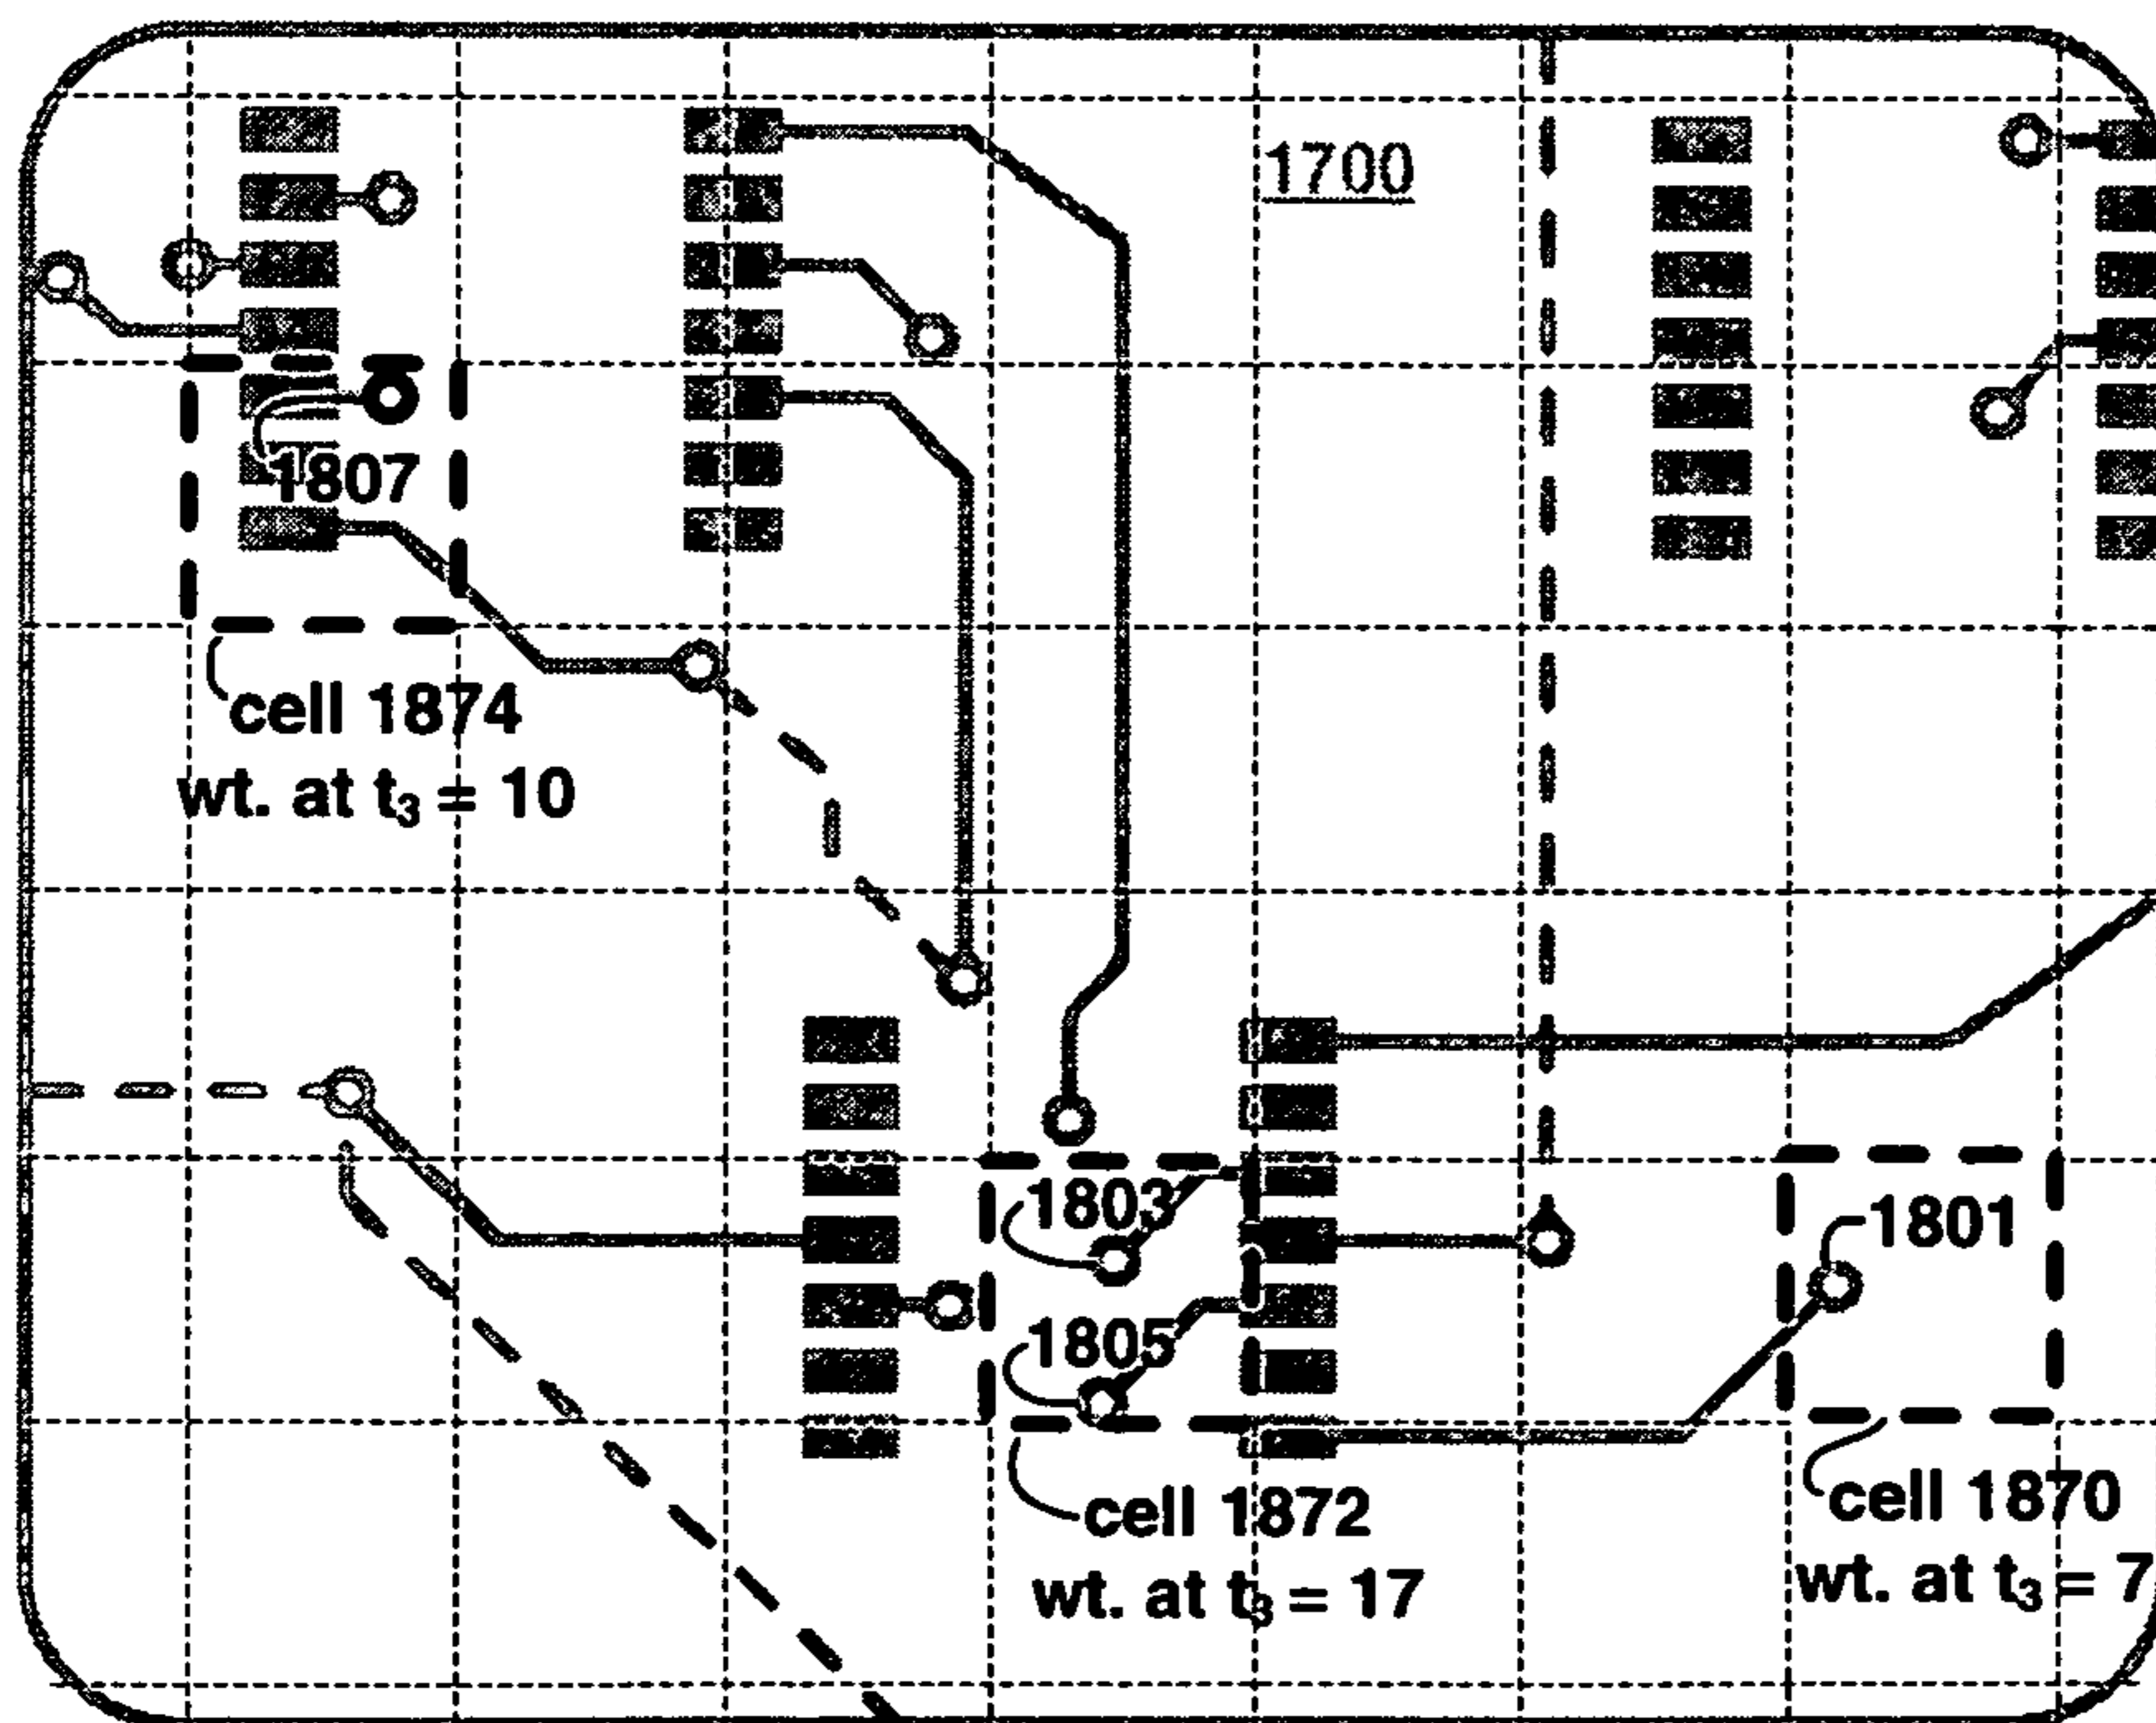 1700
1807
cell 1874
wt. at t₃ = 10
1803
1801
1805
cell 1872
wt. at t₃ = 17
cell 1870
wt. at t₃ = 7